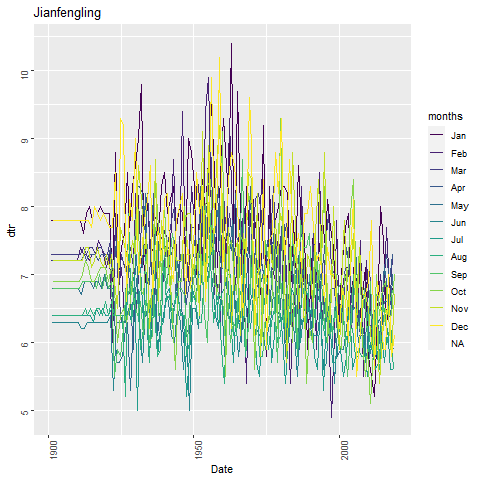 Jianfengling
dtr
10
9
8
7
6
5
1900
1950
2000
Date
months
Jan
Feb
Mar
Apr
May
Jun
Jul
Aug
Sep
Oct
Nov
Dec
NA